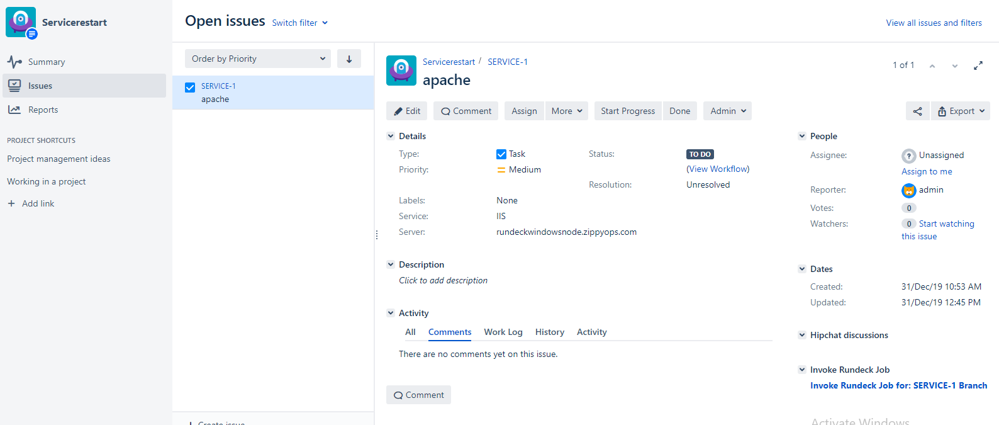 Servicerestart
Summary
Issues
Reports
PROJECT SHORTCUTS
Project management ideas
Working in a project
+ Add link
Open issues Switch filter
View all issues and filters
Order by Priority
SERVICE-1
apache
Create issue
Servicerestart / SERVICE-1
apache
1 of 1
Edit Comment Assign More Start Progress Done Admin Export
Details
Type: Task Status: TO DO
Priority: Medium (View Workflow)
Resolution: Unresolved
Labels: None
Service: IIS
Server: rundeckwindowsnode.zippyops.com
Description
Click to add description
Activity
All Comments Work Log History Activity
There are no comments yet on this issue.
Comment
People
Assignee: ? Unassigned
Assign to me
Reporter: admin
Votes: 0
Watchers: 0 Start watching
this issue
Dates
Created: 31/Dec/19 10:53 AM
Updated: 31/Dec/19 12:45 PM
Hipchat discussions
Invoke Rundeck Job
Invoke Rundeck Job for: SERVICE-1 Branch
Activate Windows